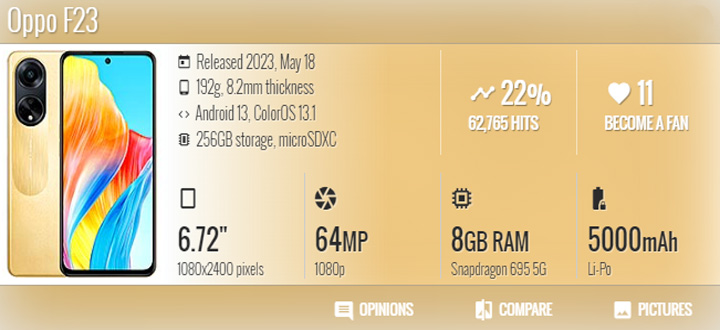 Oppo F23
Released 2023, May 18
192g, 8.2mm thickness
Android 13, ColorOS 13.1
256GB storage, microSDXC
22%
62,765 HITS
11
BECOME A FAN
6.72"
1080x2400 pixels
64MP
1080p
8GB RAM
Snapdragon 695 5G
5000mAh
Li-Po
OPINIONS
COMPARE
PICTURES